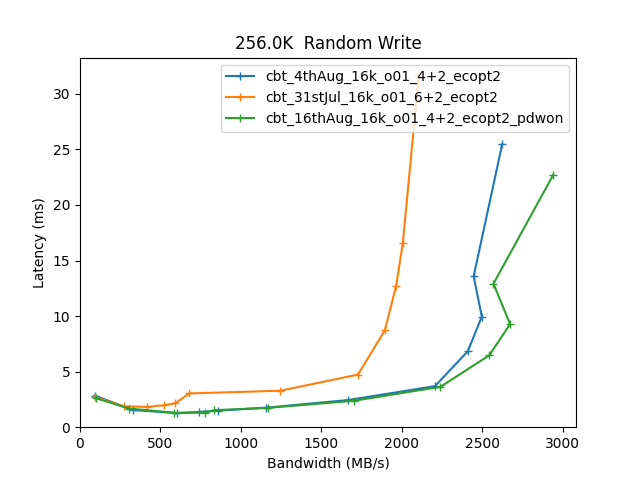 256.0K  Random Write
cbt_4thAug_16k_o01_4+2_ecopt2
cbt_31stJul_16k_o01_6+2_ecopt2
cbt_16thAug_16k_o01_4+2_ecopt2_pdwon
Latency (ms)
30
25
20
15
10
5
0
0 500 1000 1500 2000 2500 3000
Bandwidth (MB/s)